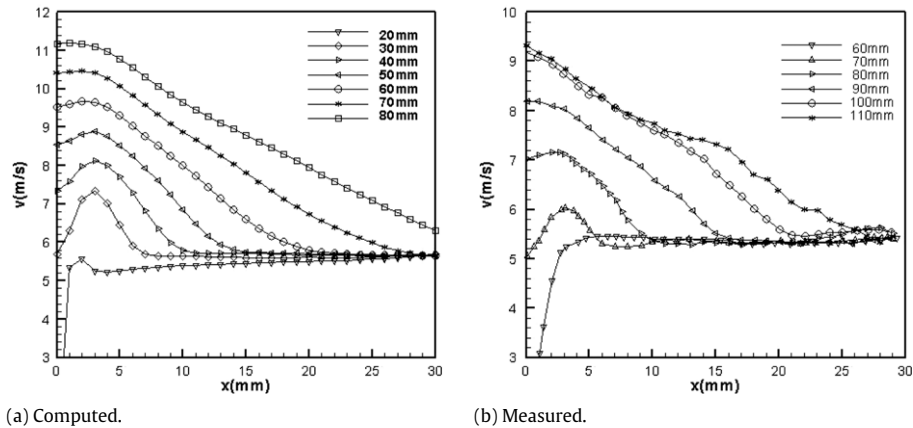 12
11
10
9
8
7
6
5
4
3
v(m/s)
0 5 10 15 20 25 30
x(mm)
20mm
30mm
40mm
50mm
60mm
70mm
80mm
(a) Computed.
10
9
8
7
6
5
4
3
v(m/s)
0 5 10 15 20 25 30
x(mm)
60mm
70mm
80mm
90mm
100mm
110mm
(b) Measured.